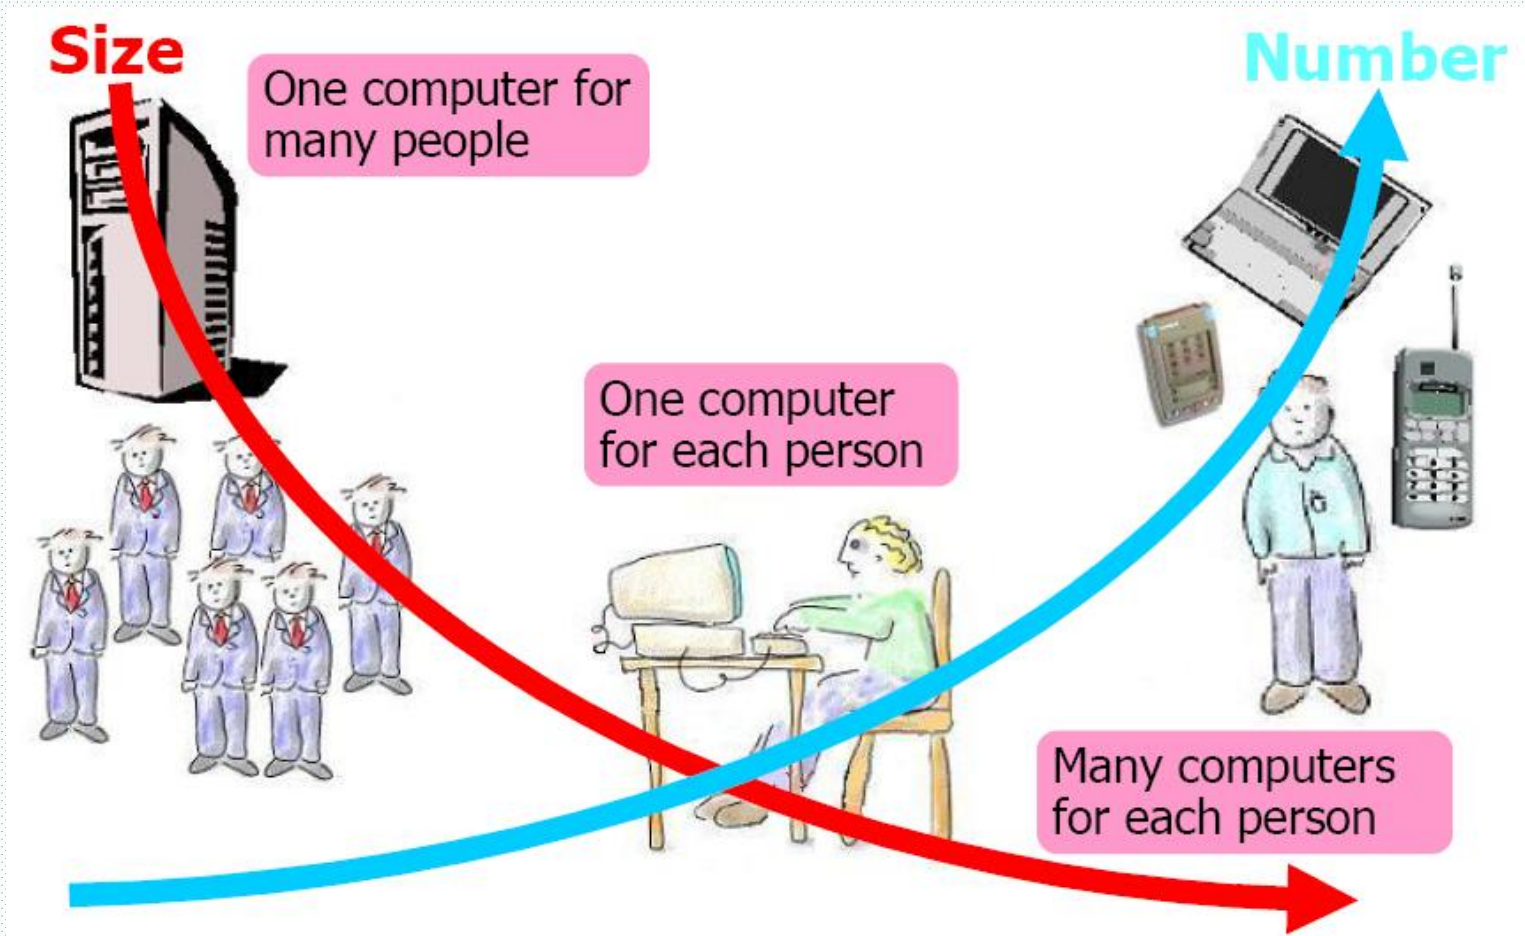 Size
Number
One computer for
many people
One computer
for each person
Many computers
for each person